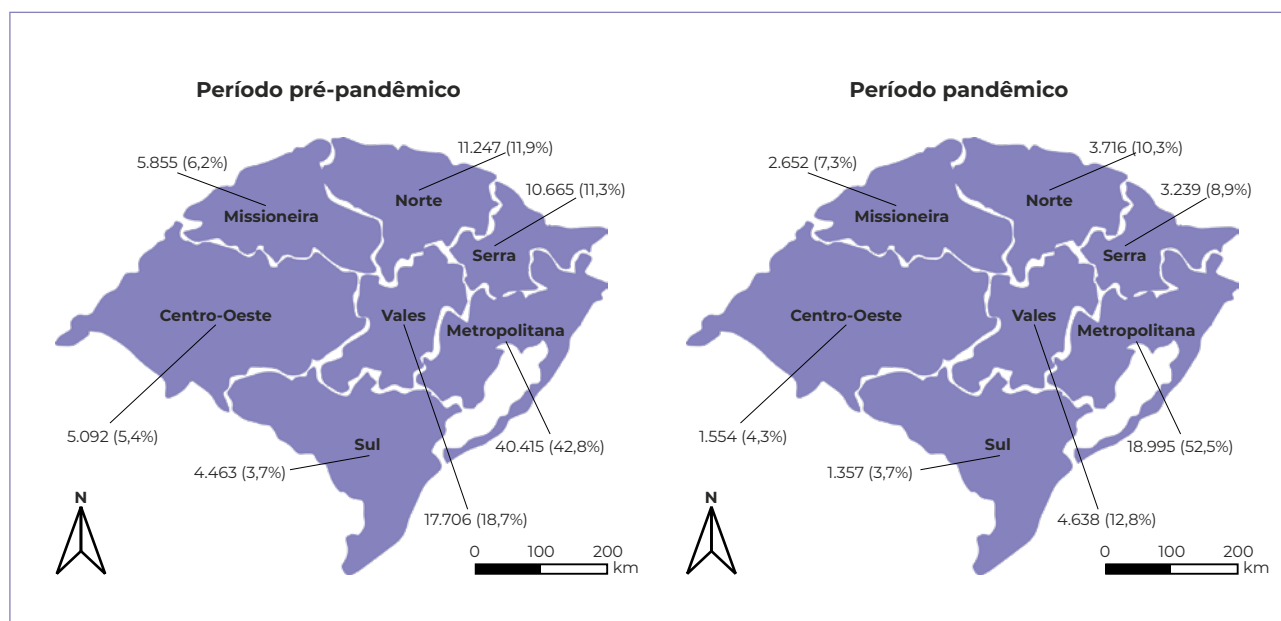 Período pré-pandêmico
11.247 (11,9%)
5.855 (6,2%)
10.665 (11,3%)
Norte
Missioneira
Serra
Centro-Oeste
Vales
Metropolitana
5.092 (5,4%)
Sul
40.415 (42,8%)
4.463 (3,7%)
N
17.706 (18,7%)
0 100 200
km
Período pandêmico
3.716 (10,3%)
2.652 (7,3%)
3.239 (8,9%)
Norte
Missioneira
Serra
Centro-Oeste
Vales
Metropolitana
1.554 (4,3%)
Sul
18.995 (52,5%)
1.357 (3,7%)
N
4.638 (12,8%)
0 100 200
km